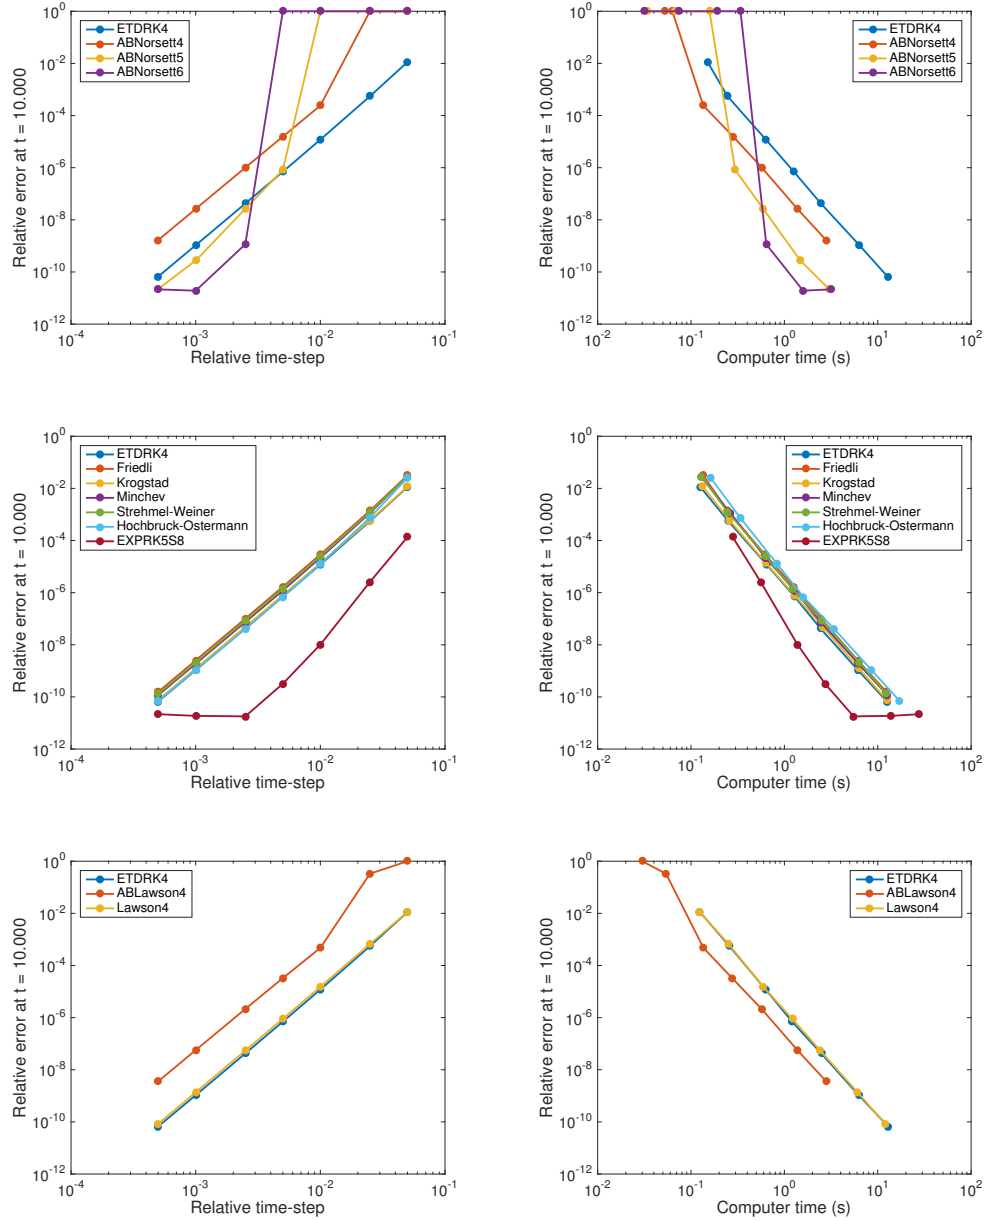 10^0
10^-2
10^-4
10^-6
10^-8
10^-10
10^-12
Relative error at t = 10.000
ETDRK4
ABNorsett4
ABNorsett5
ABNorsett6
10^-4
10^-3
10^-2
10^-1
Relative time-step
10^0
10^-2
10^-4
10^-6
10^-8
10^-10
10^-12
Relative error at t = 10.000
ETDRK4
ABNorsett4
ABNorsett5
ABNorsett6
10^-2
10^-1
10^0
10^1
10^2
Computer time (s)
10^0
10^-2
10^-4
10^-6
10^-8
10^-10
10^-12
Relative error at t = 10.000
ETDRK4
Friedli
Krogstad
Minchev
Strehmel-Weiner
Hochbruck-Ostermann
EXPRK5S8
10^-4
10^-3
10^-2
10^-1
Relative time-step
10^0
10^-2
10^-4
10^-6
10^-8
10^-10
10^-12
Relative error at t = 10.000
ETDRK4
Friedli
Krogstad
Minchev
Strehmel-Weiner
Hochbruck-Ostermann
EXPRK5S8
10^-2
10^-1
10^0
10^1
10^2
Computer time (s)
10^0
10^-2
10^-4
10^-6
10^-8
10^-10
10^-12
Relative error at t = 10.000
ETDRK4
ABLawson4
Lawson4
10^-4
10^-3
10^-2
10^-1
Relative time-step
10^0
10^-2
10^-4
10^-6
10^-8
10^-10
10^-12
Relative error at t = 10.000
ETDRK4
ABLawson4
Lawson4
10^-2
10^-1
10^0
10^1
10^2
Computer time (s)